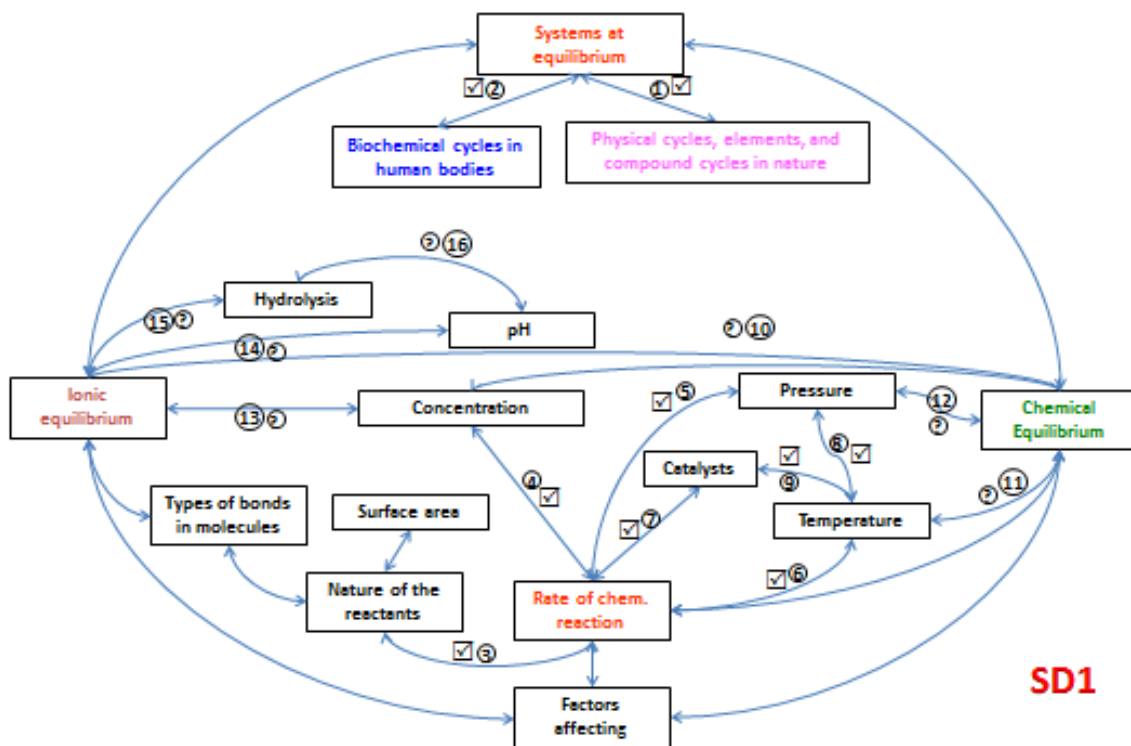 Systems at
equilibrium
☑②
①☑
Biochemical cycles in
human bodies
Physical cycles, elements, and
compound cycles in nature
? ⑯
Hydrolysis
⑮ ?
pH
? ⑩
⑭ ?
Ionic
equilibrium
⑬ ?
Concentration
☑⑤
Pressure
⑫
?
Chemical
Equilibrium
④☑
Catalysts
☑
⑨
⑧☑
? ⑪
Types of bonds
in molecules
Surface area
☑⑦
Temperature
Nature of the
reactants
Rate of chem.
reaction
☑⑥
☑③
SD1
Factors
affecting